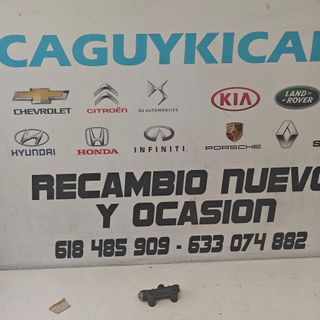 CAGUYKICAR
CHEVROLET CITROËN DS AUTOMOBILES KIA LAND ROVER
HYUNDAI HONDA INFINITI PORSCHE S
RECAMBIO NUEVO
Y OCASION
618 485 909 - 633 074 882